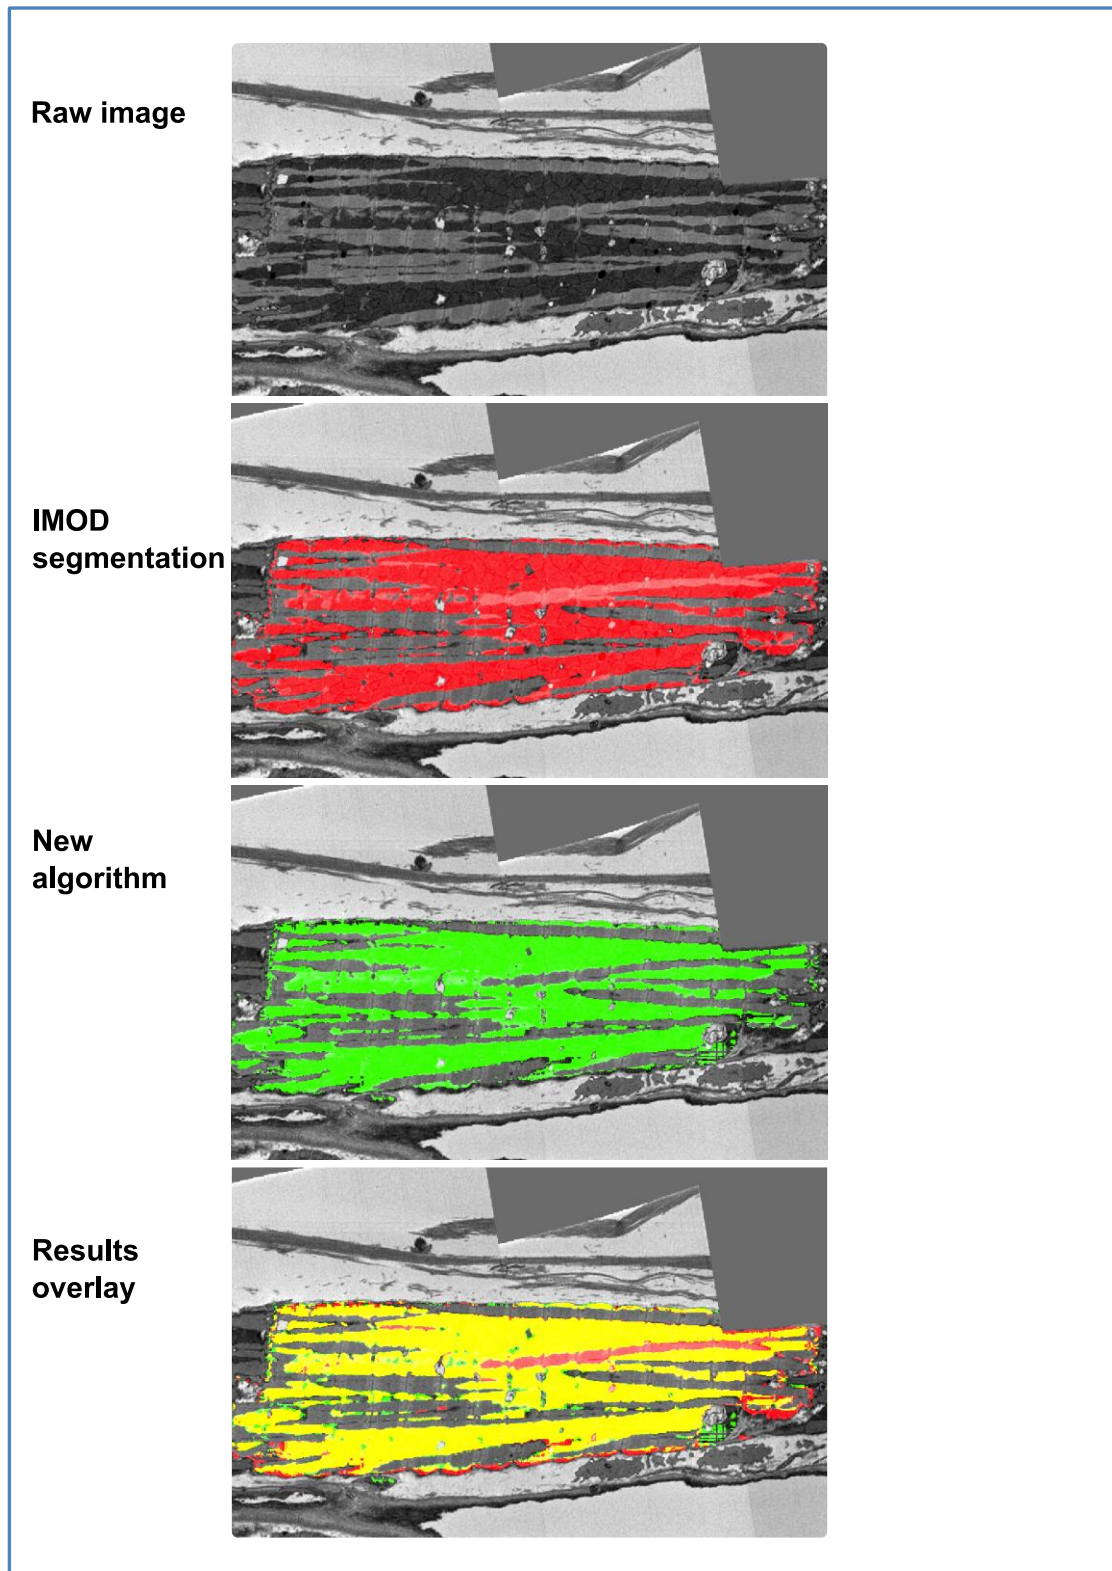 Raw image
IMOD
segmentation
New
algorithm
Results
overlay